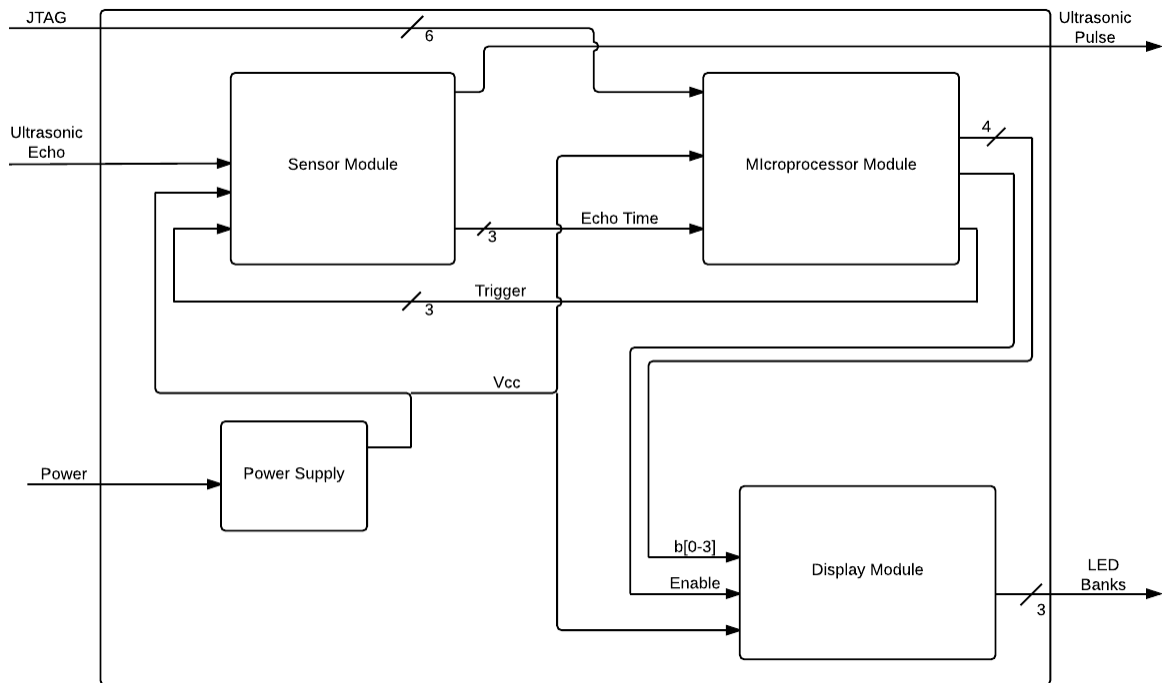 JTAG
6
Ultrasonic
Pulse
4
Ultrasonic
Echo
Sensor Module
MIcroprocessor Module
Echo Time
3
Trigger
3
Vcc
Power
Power Supply
b[0-3]
Display Module
Enable
LED
Banks
3